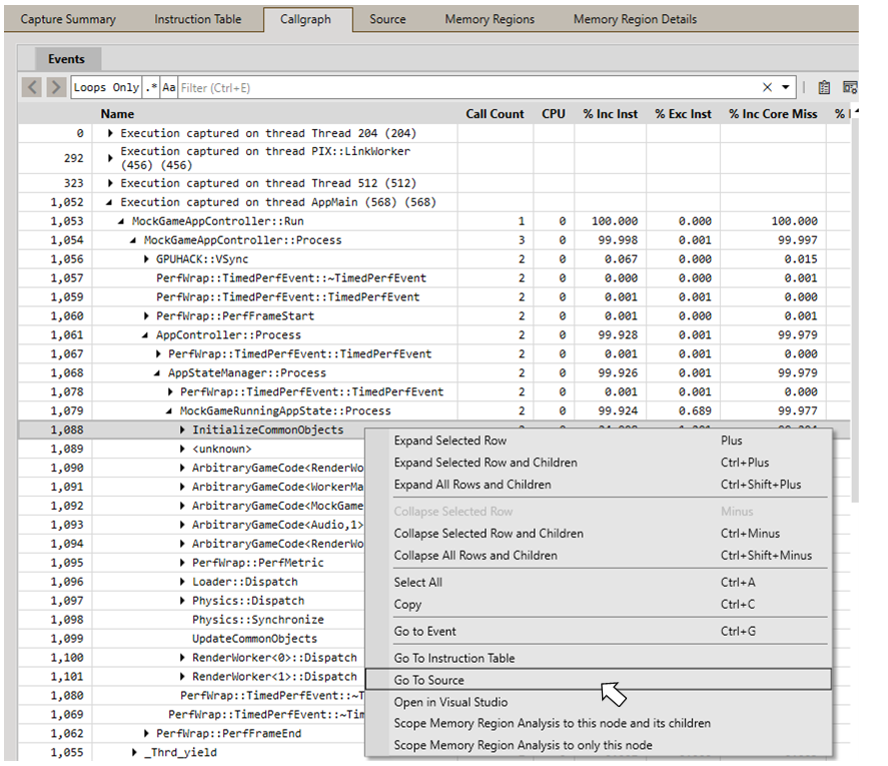 Capture Summary Instruction Table Callgraph Source Memory Regions Memory Region Details
Events
Loops Only .* Aa Filter (Ctrl+E)
Name Call Count CPU % Inc Inst % Exc Inst % Inc Core Miss
0 Execution captured on thread Thread 204 (204)
292 Execution captured on thread PIX::LinkWorker
(456) (456)
323 Execution captured on thread Thread 512 (512)
1,052 Execution captured on thread AppMain (568) (568)
1,053 MockGameAppController::Run 1 0 100.000 0.000 100.000
1,054 MockGameAppController::Process 3 0 99.998 0.001 99.997
1,056 GPUHACK::VSync 2 0 0.067 0.000 0.015
1,057 PerfWrap::TimedPerfEvent::~TimedPerfEvent 2 0 0.000 0.000 0.001
1,059 PerfWrap::TimedPerfEvent::TimedPerfEvent 2 0 0.001 0.001 0.000
1,060 PerfWrap::PerfFrameStart 2 0 0.001 0.000 0.001
1,061 AppController::Process 2 0 99.928 0.001 99.979
1,067 PerfWrap::TimedPerfEvent::TimedPerfEvent 2 0 0.001 0.001 0.000
1,068 AppStateManager::Process 2 0 99.926 0.001 99.979
1,078 PerfWrap::TimedPerfEvent::TimedPerfEvent 2 0 0.001 0.001 0.000
1,079 MockGameRunningAppState::Process 2 0 99.924 0.689 99.977
1,088 InitializeCommonObjects
1,089 <unknown>
1,090 ArbitraryGameCode<RenderWo
1,091 ArbitraryGameCode<WorkerMa
1,092 ArbitraryGameCode<MockGame
1,093 ArbitraryGameCode<Audio,1>
1,094 ArbitraryGameCode<RenderWo
1,095 PerfWrap::PerfMetric
1,096 Loader::Dispatch
1,097 Physics::Dispatch
1,098 Physics::Synchronize
1,099 UpdateCommonObjects
1,100 RenderWorker<0>::Dispatch
1,101 RenderWorker<1>::Dispatch
1,080 PerfWrap::TimedPerfEvent::~T
1,069 PerfWrap::TimedPerfEvent::~Tim
1,062 PerfWrap::PerfFrameEnd
1,055 _Thrd_yield
Expand Selected Row Plus
Expand Selected Row and Children Ctrl+Plus
Expand All Rows and Children Ctrl+Shift+Plus
Collapse Selected Row Minus
Collapse Selected Row and Children Ctrl+Minus
Collapse All Rows and Children Ctrl+Shift+Minus
Select All Ctrl+A
Copy Ctrl+C
Go to Event Ctrl+G
Go To Instruction Table
Go To Source
Open in Visual Studio
Scope Memory Region Analysis to this node and its children
Scope Memory Region Analysis to only this node